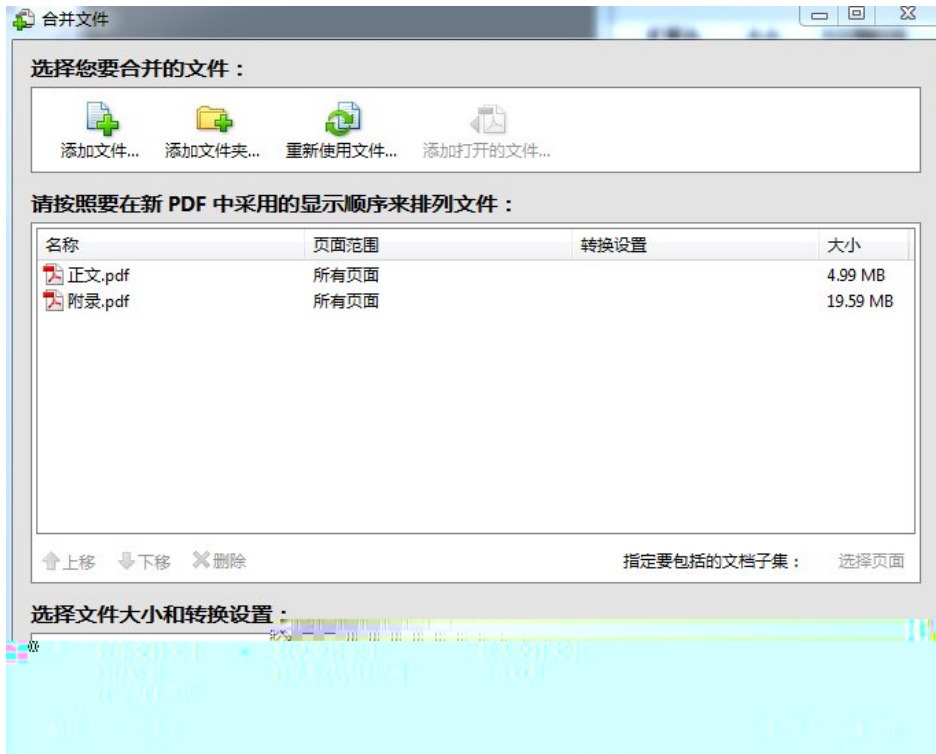 合并文件
选择您要合并的文件：
添加文件... 添加文件夹... 重新使用文件... 添加打开的文件...
请按照要在新 PDF 中采用的显示顺序来排列文件：
名称 页面范围 转换设置 大小
正文.pdf 所有页面 4.99 MB
附录.pdf 所有页面 19.59 MB
上移 下移 删除 指定要包括的文档子集： 选择页面
选择文件大小和转换设置：